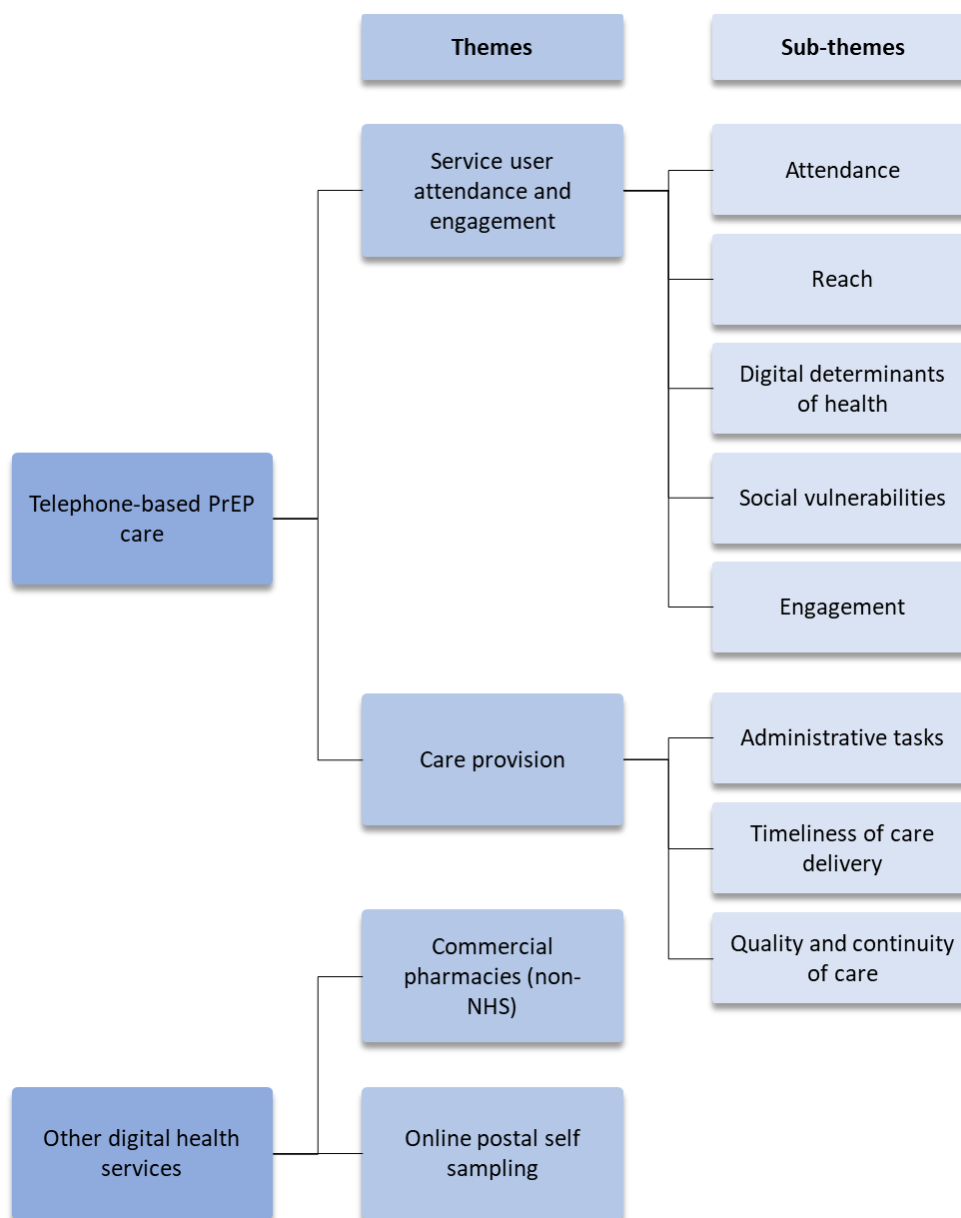 Themes
Sub-themes
Service user
attendance and
engagement
Attendance
Reach
Digital determinants
of health
Social vulnerabilities
Engagement
Telephone-based PrEP
care
Care provision
Administrative tasks
Timeliness of care
delivery
Quality and continuity
of care
Commercial
pharmacies (non-
NHS)
Other digital health
services
Online postal self
sampling